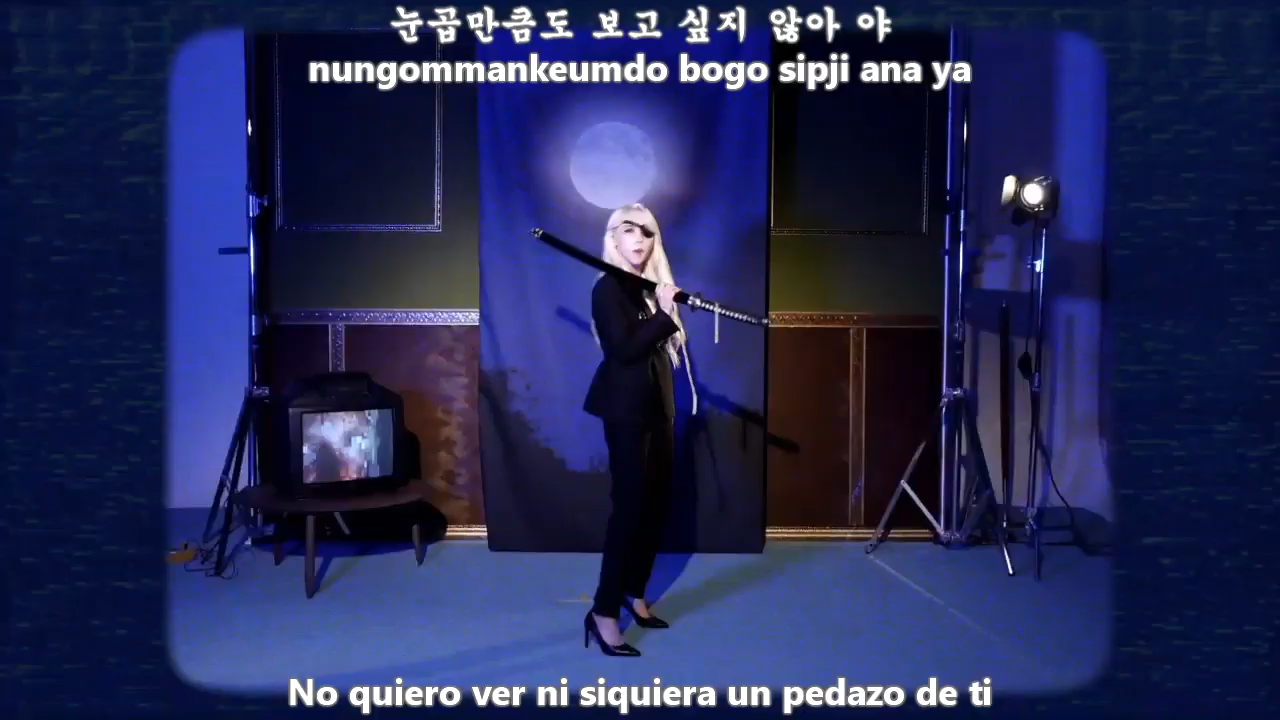 눈곱만큼도 보고 싶지 않아 야
nungommankeumdo bogo sipji ana ya
No quiero ver ni siquiera un pedazo de ti